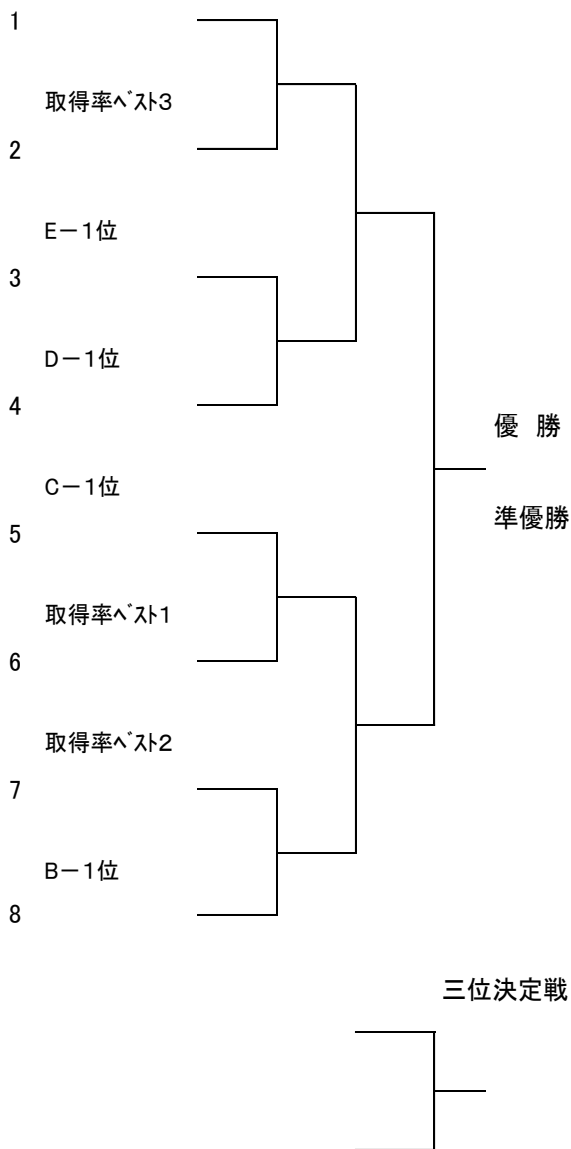 1
取得率ベスト3
2
E－1位
3
D－1位
4
優 勝
C－1位
準優勝
5
取得率ベスト1
6
取得率ベスト2
7
B－1位
8
三位決定戦